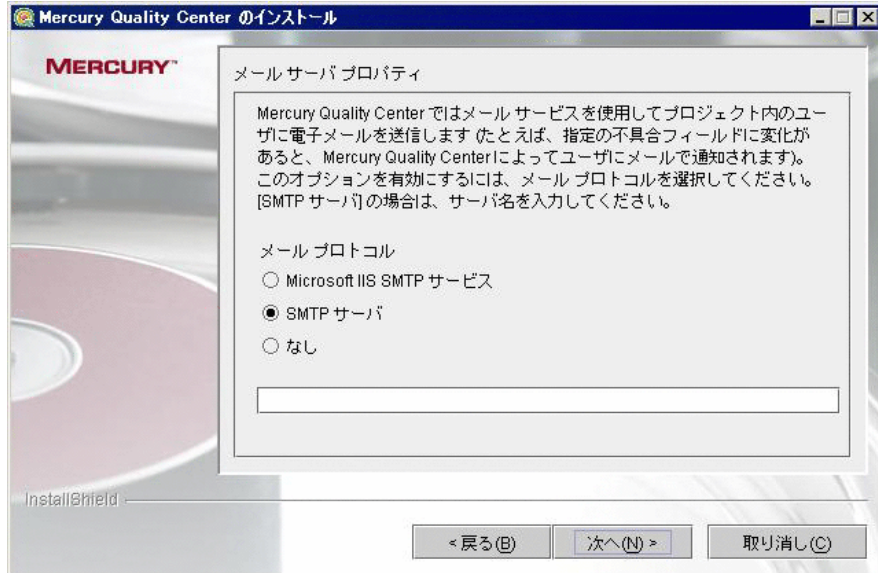 Mercury Quality Center のインストール
MERCURY™
メール サーバ プロパティ
Mercury Quality Center ではメール サービスを使用してプロジェクト内のユー
ザに電子メールを送信します (たとえば、指定の不具合フィールドに変化が
あると、Mercury Quality Centerによってユーザにメールで通知されます)。
このオプションを有効にするには、メール プロトコルを選択してください。
[SMTP サーバ] の場合は、サーバ名を入力してください。
メール プロトコル
Microsoft IIS SMTP サービス
SMTP サーバ
なし
InstallShield
< 戻る(B)
次へ(N) >
取り消し(C)